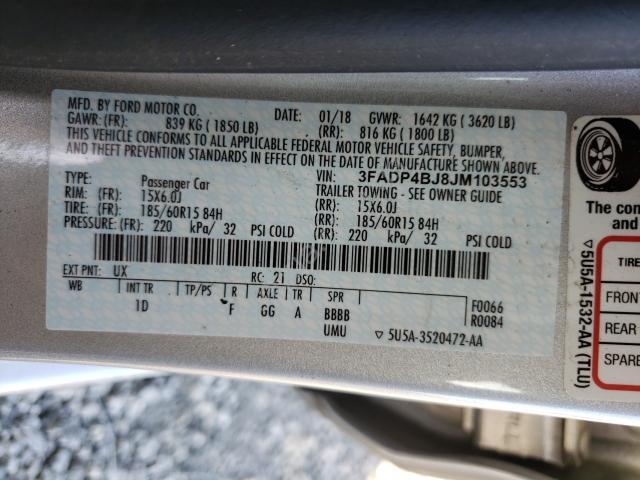 MFD. BY FORD MOTOR CO.
DATE: 01/18 GVWR: 1642 KG ( 3620 LB)
GAWR: (FR): 839 KG ( 1850 LB) (RR): 816 KG ( 1800 LB)
THIS VEHICLE CONFORMS TO ALL APPLICABLE FEDERAL MOTOR VEHICLE SAFETY, BUMPER,
AND THEFT PREVENTION STANDARDS IN EFFECT ON THE DATE OF MANUFACTURE SHOWN ABOVE.
VIN: 3FADP4BJ8JM103553
TYPE: Passenger Car TRAILER TOWING - SEE OWNER GUIDE
RIM: (FR): 15X6.0J (RR): 15X6.0J
TIRE: (FR): 185/60R15 84H (RR): 185/60R15 84H
PRESSURE: (FR): 220 kPa/ 32 PSI COLD (RR): 220 kPa/ 32 PSI COLD
EXT PNT: UX RC: 21 DSO:
WB INT TR TP/PS R AXLE TR SPR
1D F GG A BBBB
UMU
F0066
R0084
▽ 5U5A-3520472-AA
▽5U5A-1532-AA (TLU)
The con
and
TIRE
FRONT
REAR
SPARE